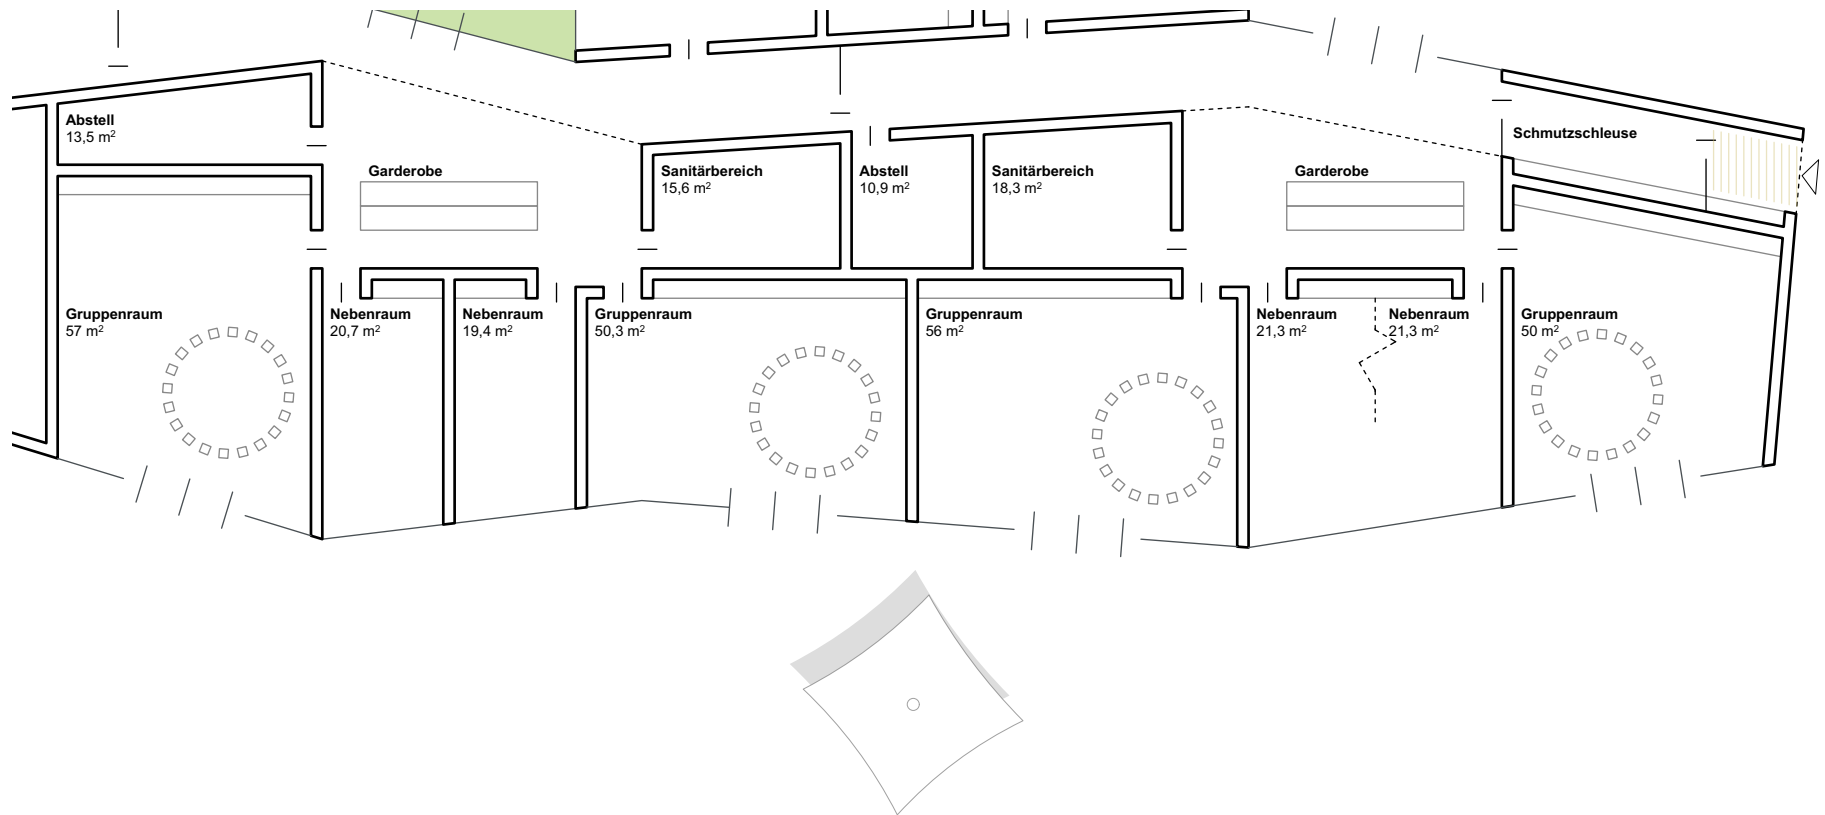 Abstell
13,5 m²
Garderobe
Sanitärbereich
15,6 m²
Abstell
10,9 m²
Sanitärbereich
18,3 m²
Garderobe
Schmutzschleuse
Gruppenraum
57 m²
Nebenraum
20,7 m²
Nebenraum
19,4 m²
Gruppenraum
50,3 m²
Gruppenraum
56 m²
Nebenraum
21,3 m²
Nebenraum
21,3 m²
Gruppenraum
50 m²